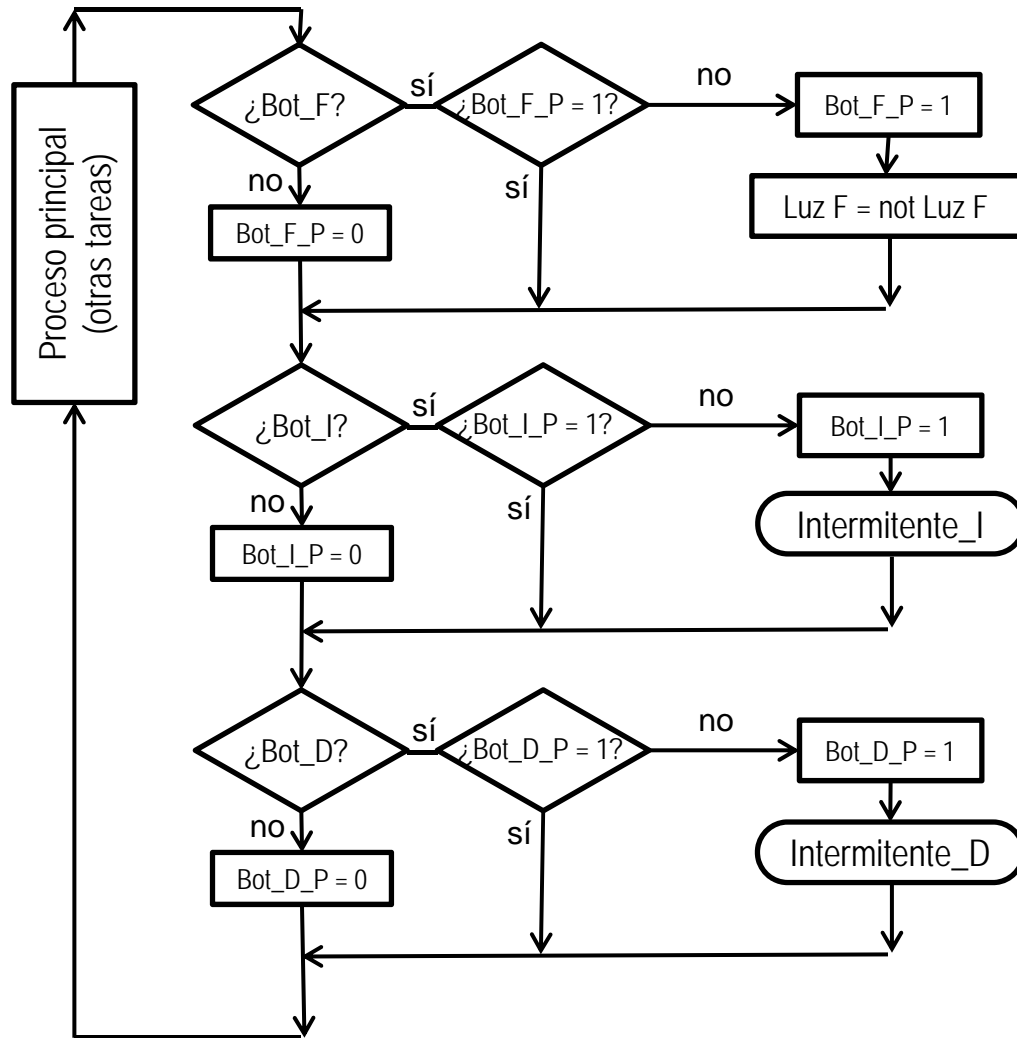 Proceso principal
(otras tareas)
¿Bot_F?
sí
¿Bot_F_P = 1?
no
Bot_F_P = 1
no
sí
Bot_F_P = 0
Luz F = not Luz F
¿Bot_I?
sí
¿Bot_I_P = 1?
no
Bot_I_P = 1
no
sí
Bot_I_P = 0
Intermitente_I
¿Bot_D?
sí
¿Bot_D_P = 1?
no
Bot_D_P = 1
no
sí
Bot_D_P = 0
Intermitente_D